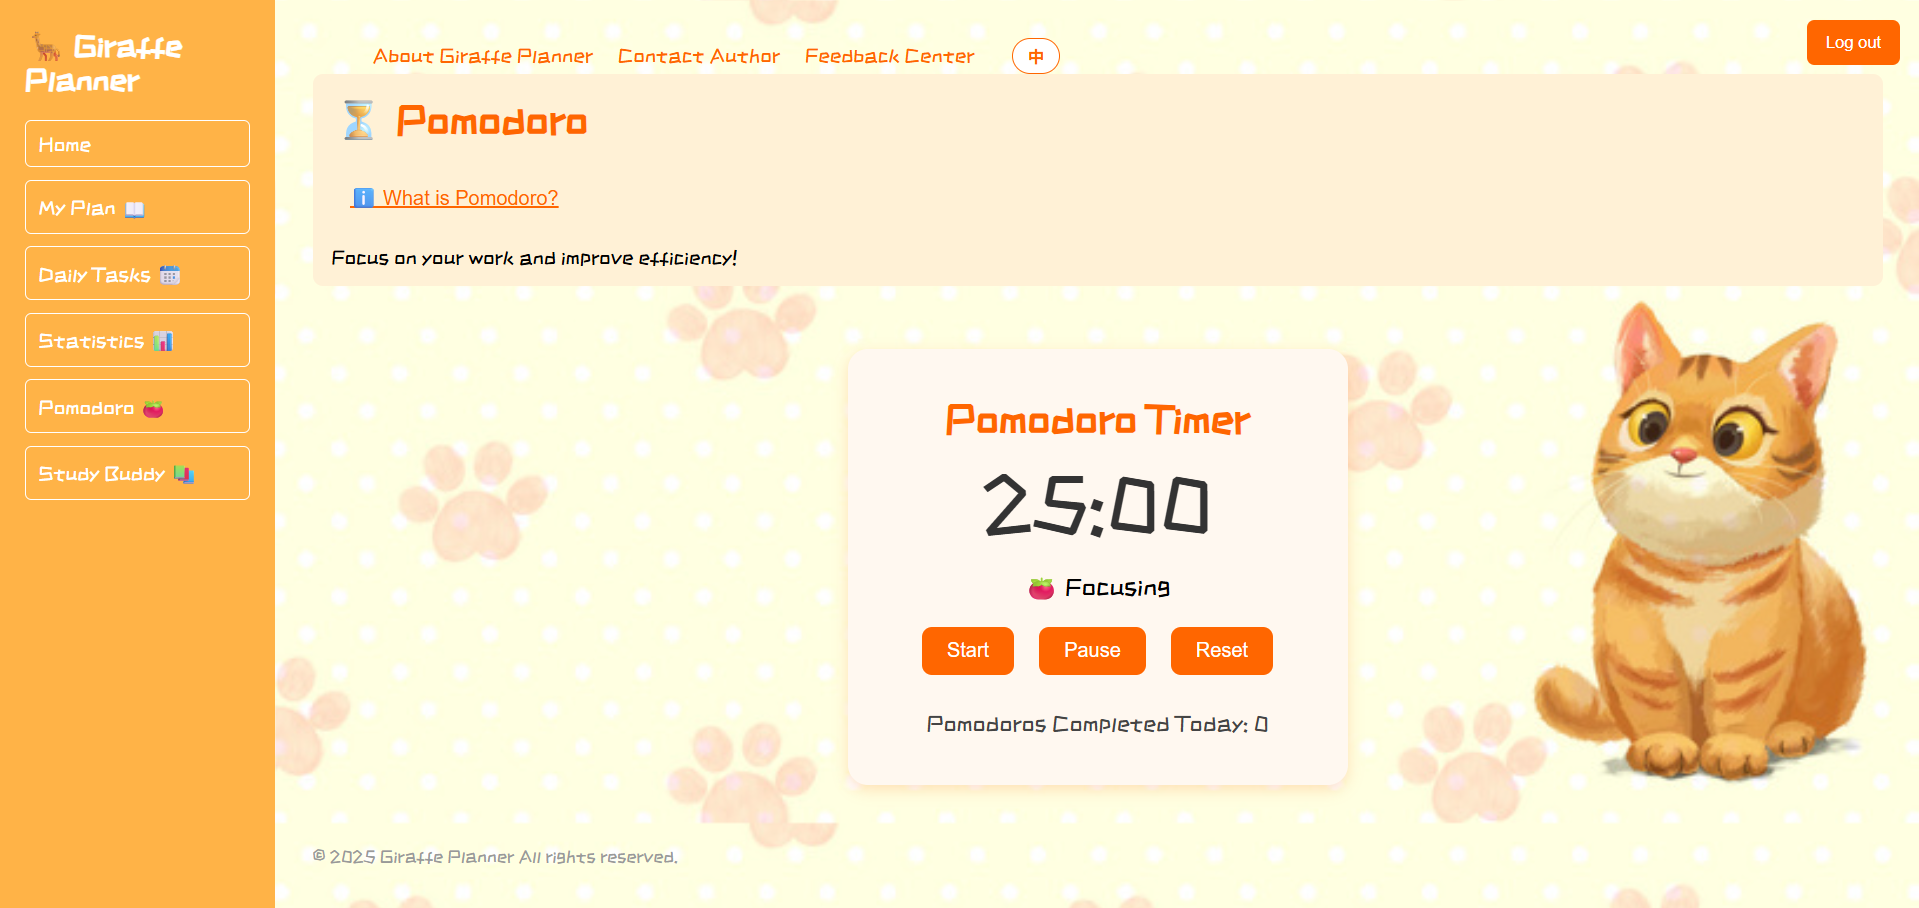 Giraffe
Planner
Home
My Plan
Daily Tasks
Statistics
Pomodoro
Study Buddy
About Giraffe Planner
Contact Author
Feedback Center
中
Log out
Pomodoro
What is Pomodoro?
Focus on your work and improve efficiency!
Pomodoro Timer
25:00
Focusing
Start
Pause
Reset
Pomodoros Completed Today: 0
© 2025 Giraffe Planner All rights reserved.